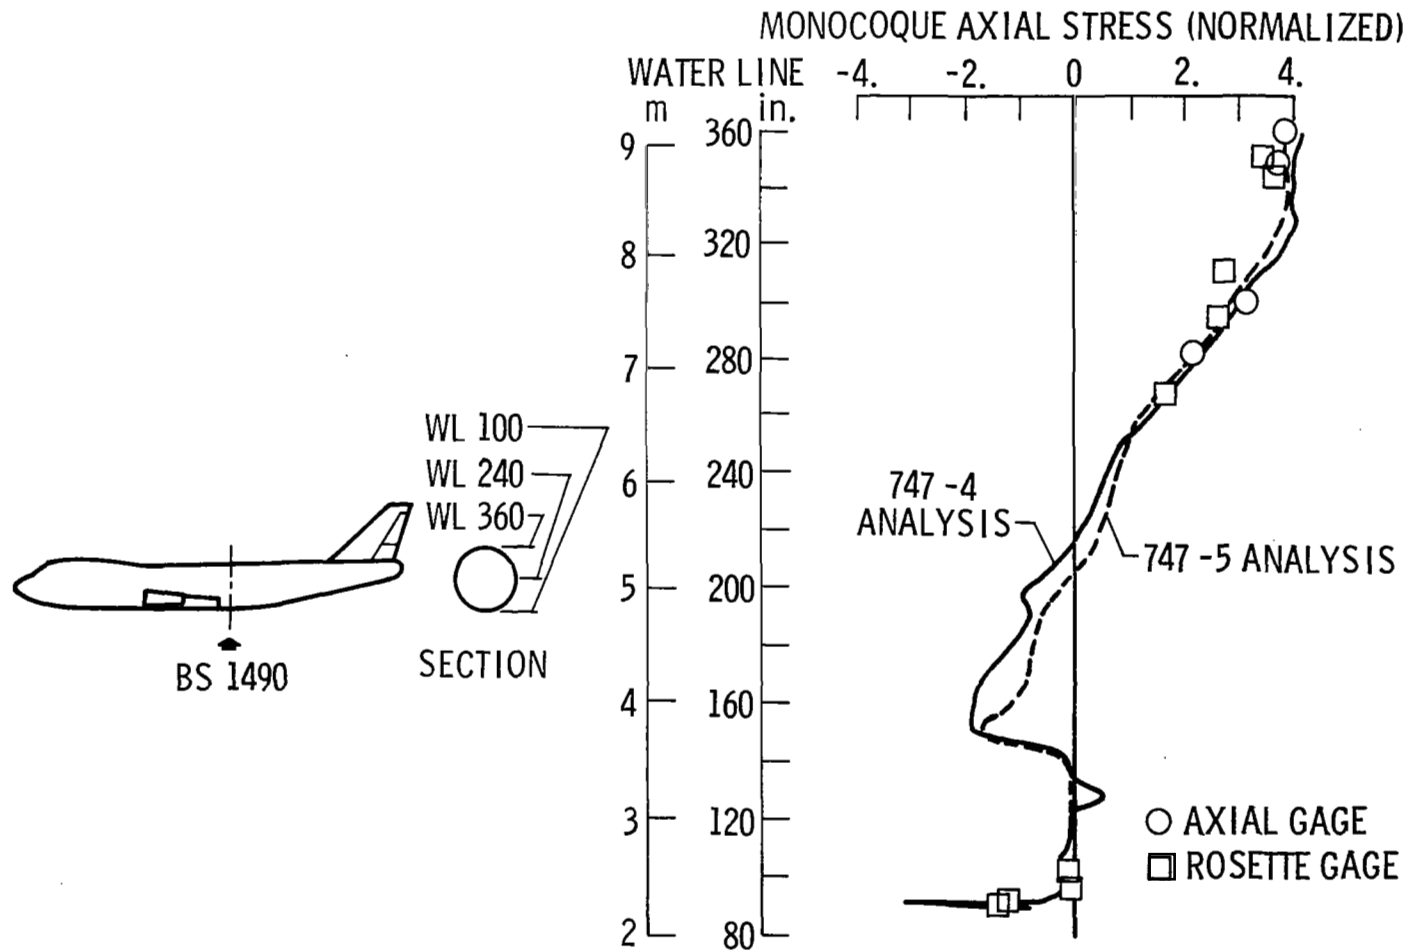 MONOCOQUE AXIAL STRESS (NORMALIZED)
WATER LINE
-4. -2. 0 2. 4.
m in.
9 360
8 320
7 280
6 240
5 200
4 160
3 120
2 80
WL 100
WL 240
WL 360
SECTION
BS 1490
747 -4
ANALYSIS
747 -5 ANALYSIS
AXIAL GAGE
ROSETTE GAGE